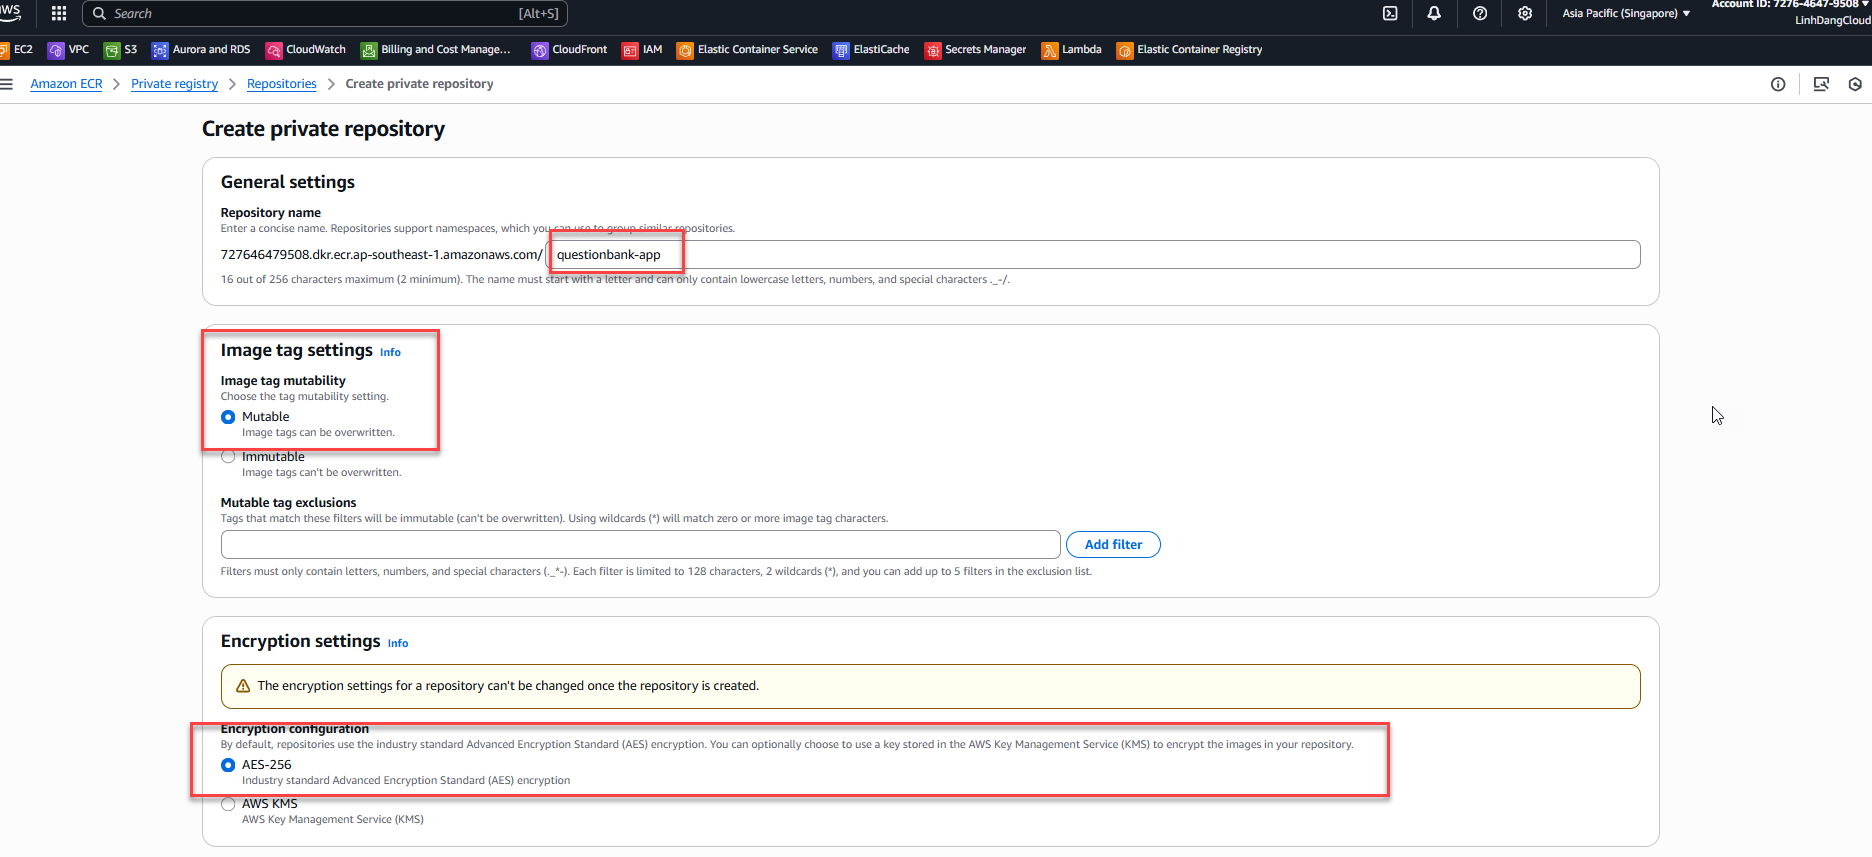 aws
Search [Alt+S]
Asia Pacific (Singapore)
Account ID: 7276-4647-9508
LinhDangCloud
EC2 VPC S3 Aurora and RDS CloudWatch Billing and Cost Manage... CloudFront IAM Elastic Container Service ElastiCache Secrets Manager Lambda Elastic Container Registry
Amazon ECR Private registry Repositories Create private repository
Create private repository
General settings
Repository name
Enter a concise name. Repositories support namespaces, which you can use to group similar repositories.
727646479508.dkr.ecr.ap-southeast-1.amazonaws.com/ questionbank-app
16 out of 256 characters maximum (2 minimum). The name must start with a letter and can only contain lowercase letters, numbers, and special characters ._-/.
Image tag settings Info
Image tag mutability
Choose the tag mutability setting.
Mutable
Image tags can be overwritten.
Immutable
Image tags can't be overwritten.
Mutable tag exclusions
Tags that match these filters will be immutable (can't be overwritten). Using wildcards (*) will match zero or more image tag characters.
Add filter
Filters must only contain letters, numbers, and special characters (._*-). Each filter is limited to 128 characters, 2 wildcards (*), and you can add up to 5 filters in the exclusion list.
Encryption settings Info
The encryption settings for a repository can't be changed once the repository is created.
Encryption configuration
By default, repositories use the industry standard Advanced Encryption Standard (AES) encryption. You can optionally choose to use a key stored in the AWS Key Management Service (KMS) to encrypt the images in your repository.
AES-256
Industry standard Advanced Encryption Standard (AES) encryption
AWS KMS
AWS Key Management Service (KMS)